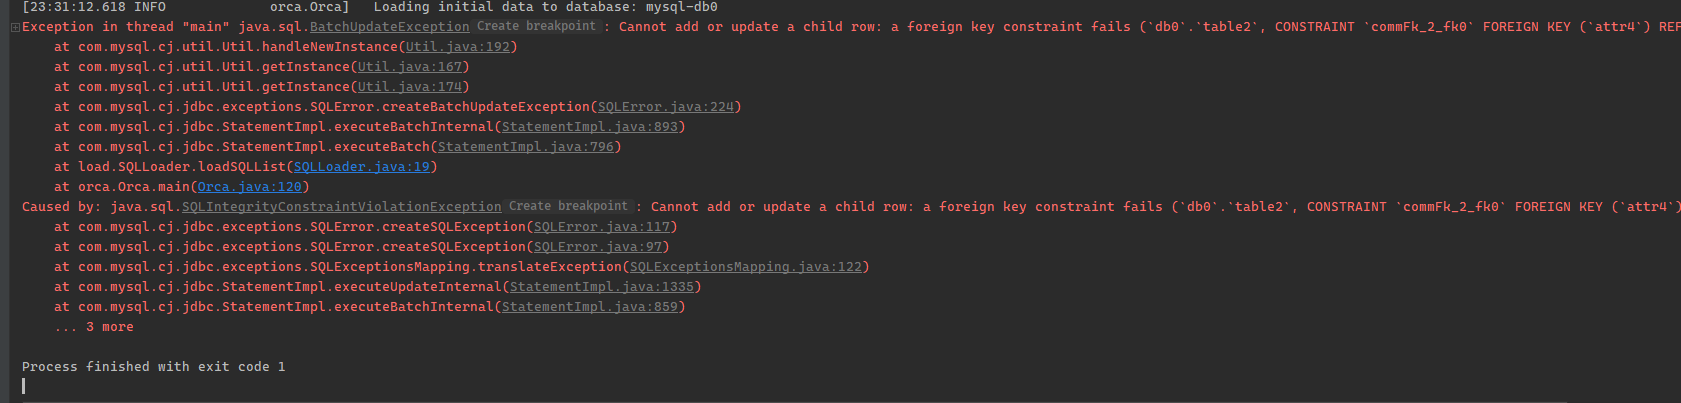 [23:31:12.618 INFO             orca.Orca]   Loading initial data to database: mysql-db0
Exception in thread "main" java.sql.BatchUpdateException Create breakpoint : Cannot add or update a child row: a foreign key constraint fails (`db0`.`table2`, CONSTRAINT `commFk_2_fk0` FOREIGN KEY (`attr4`) REF
    at com.mysql.cj.util.Util.handleNewInstance(Util.java:192)
    at com.mysql.cj.util.Util.getInstance(Util.java:167)
    at com.mysql.cj.util.Util.getInstance(Util.java:174)
    at com.mysql.cj.jdbc.exceptions.SQLError.createBatchUpdateException(SQLError.java:224)
    at com.mysql.cj.jdbc.StatementImpl.executeBatchInternal(StatementImpl.java:893)
    at com.mysql.cj.jdbc.StatementImpl.executeBatch(StatementImpl.java:796)
    at load.SQLLoader.loadSQLList(SQLLoader.java:19)
    at orca.Orca.main(Orca.java:120)
Caused by: java.sql.SQLIntegrityConstraintViolationException Create breakpoint : Cannot add or update a child row: a foreign key constraint fails (`db0`.`table2`, CONSTRAINT `commFk_2_fk0` FOREIGN KEY (`attr4`)
    at com.mysql.cj.jdbc.exceptions.SQLError.createSQLException(SQLError.java:117)
    at com.mysql.cj.jdbc.exceptions.SQLError.createSQLException(SQLError.java:97)
    at com.mysql.cj.jdbc.exceptions.SQLExceptionsMapping.translateException(SQLExceptionsMapping.java:122)
    at com.mysql.cj.jdbc.StatementImpl.executeUpdateInternal(StatementImpl.java:1335)
    at com.mysql.cj.jdbc.StatementImpl.executeBatchInternal(StatementImpl.java:859)
    ... 3 more
Process finished with exit code 1